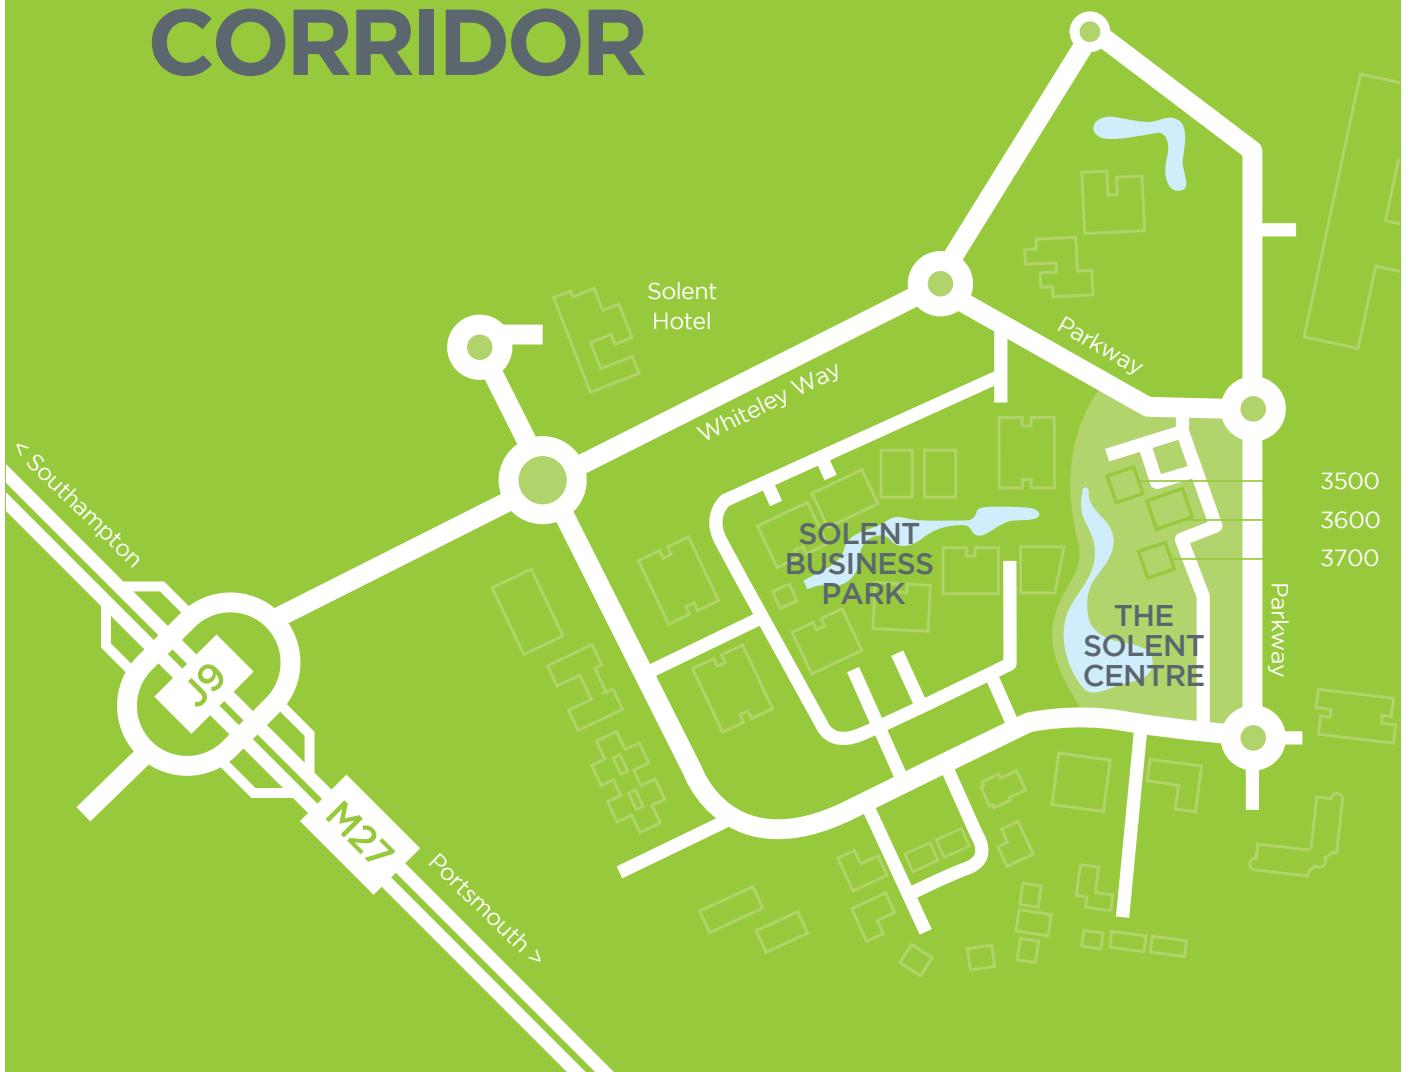 CORRIDOR
Solent
Hotel
Parkway
Whiteley Way
< Southampton
3500
3600
3700
SOLENT
BUSINESS
PARK
THE
SOLENT
CENTRE
Parkway
J9
M27
Portsmouth >